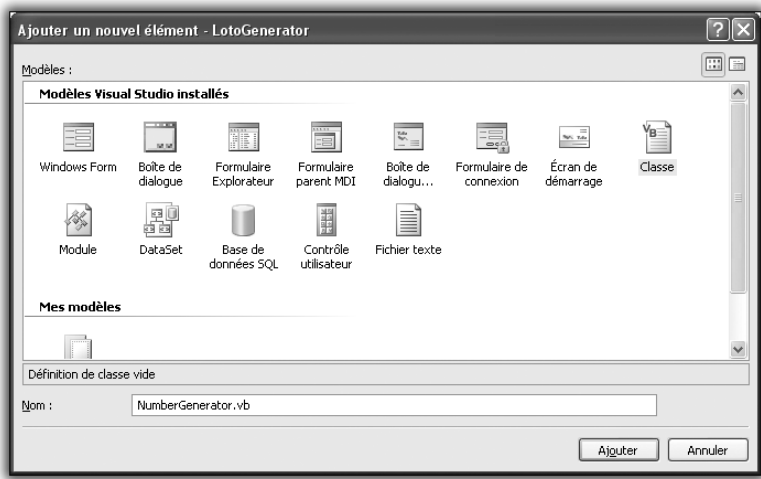 Ajouter un nouvel élément - LotoGenerator
Modèles :
Modèles Visual Studio installés
Windows Form
Boîte de dialogue
Formulaire Explorateur
Formulaire parent MDI
Boîte de dialogu...
Formulaire de connexion
Écran de démarrage
VB
Classe
Module
DataSet
Base de données SQL
Contrôle utilisateur
Fichier texte
Mes modèles
Définition de classe vide
Nom :
NumberGenerator.vb
Ajouter
Annuler